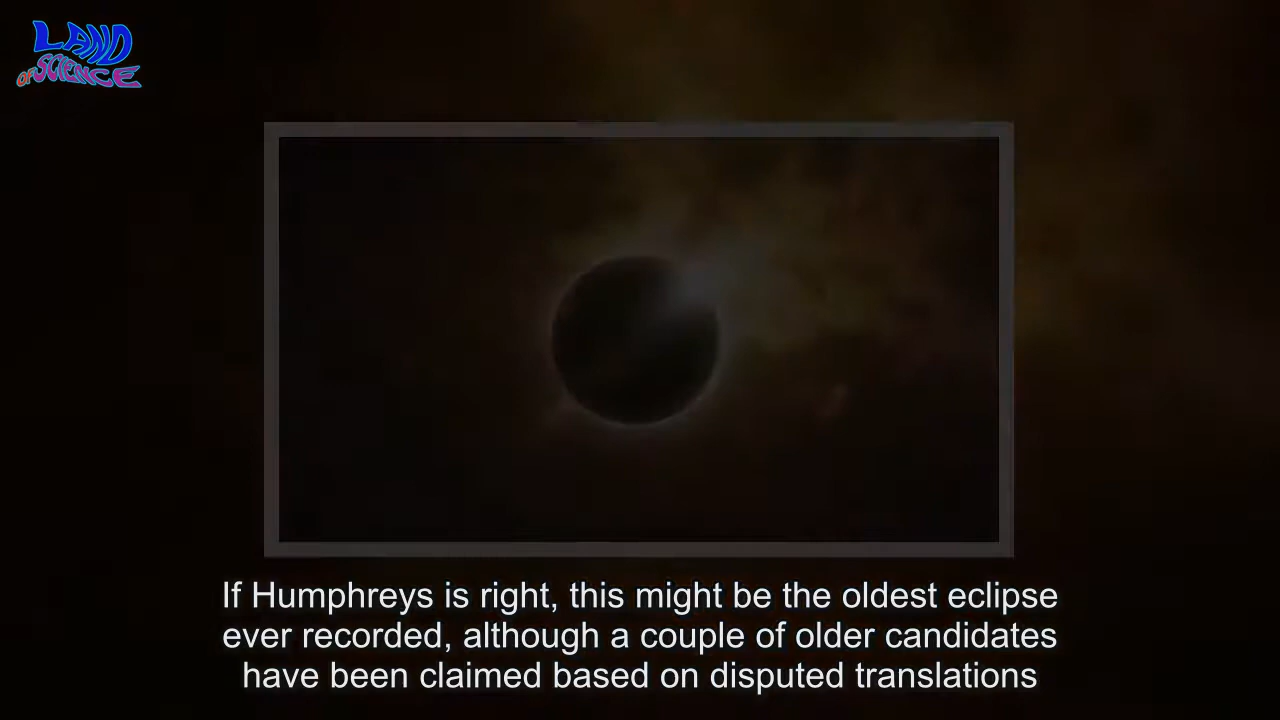 LAND
OF SCIENCE
If Humphreys is right, this might be the oldest eclipse
ever recorded, although a couple of older candidates
have been claimed based on disputed translations